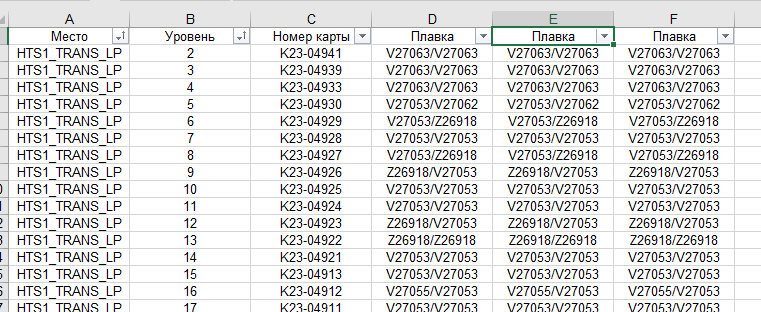 A B C D E F
Место Уровень Номер карты Плавка Плавка Плавка
HTS1_TRANS_LP 2 K23-04941 V27063/V27063 V27063/V27063 V27063/V27063
HTS1_TRANS_LP 3 K23-04939 V27063/V27063 V27063/V27063 V27063/V27063
HTS1_TRANS_LP 4 K23-04933 V27063/V27063 V27063/V27063 V27063/V27063
HTS1_TRANS_LP 5 K23-04930 V27053/V27062 V27053/V27062 V27053/V27062
HTS1_TRANS_LP 6 K23-04929 V27053/Z26918 V27053/Z26918 V27053/Z26918
HTS1_TRANS_LP 7 K23-04928 V27053/V27053 V27053/V27053 V27053/V27053
HTS1_TRANS_LP 8 K23-04927 V27053/Z26918 V27053/Z26918 V27053/Z26918
HTS1_TRANS_LP 9 K23-04926 Z26918/V27053 Z26918/V27053 Z26918/V27053
HTS1_TRANS_LP 10 K23-04925 V27053/V27053 V27053/V27053 V27053/V27053
HTS1_TRANS_LP 11 K23-04924 V27053/V27053 V27053/V27053 V27053/V27053
HTS1_TRANS_LP 12 K23-04923 Z26918/V27053 Z26918/V27053 Z26918/V27053
HTS1_TRANS_LP 13 K23-04922 Z26918/Z26918 Z26918/Z26918 Z26918/Z26918
HTS1_TRANS_LP 14 K23-04921 V27053/V27053 V27053/V27053 V27053/V27053
HTS1_TRANS_LP 15 K23-04913 V27053/V27053 V27053/V27053 V27053/V27053
HTS1_TRANS_LP 16 K23-04912 V27055/V27053 V27055/V27053 V27055/V27053
HTS1_TRANS_LP 17 K23-04911 V27053/V27053 V27053/V27053 V27053/V27053